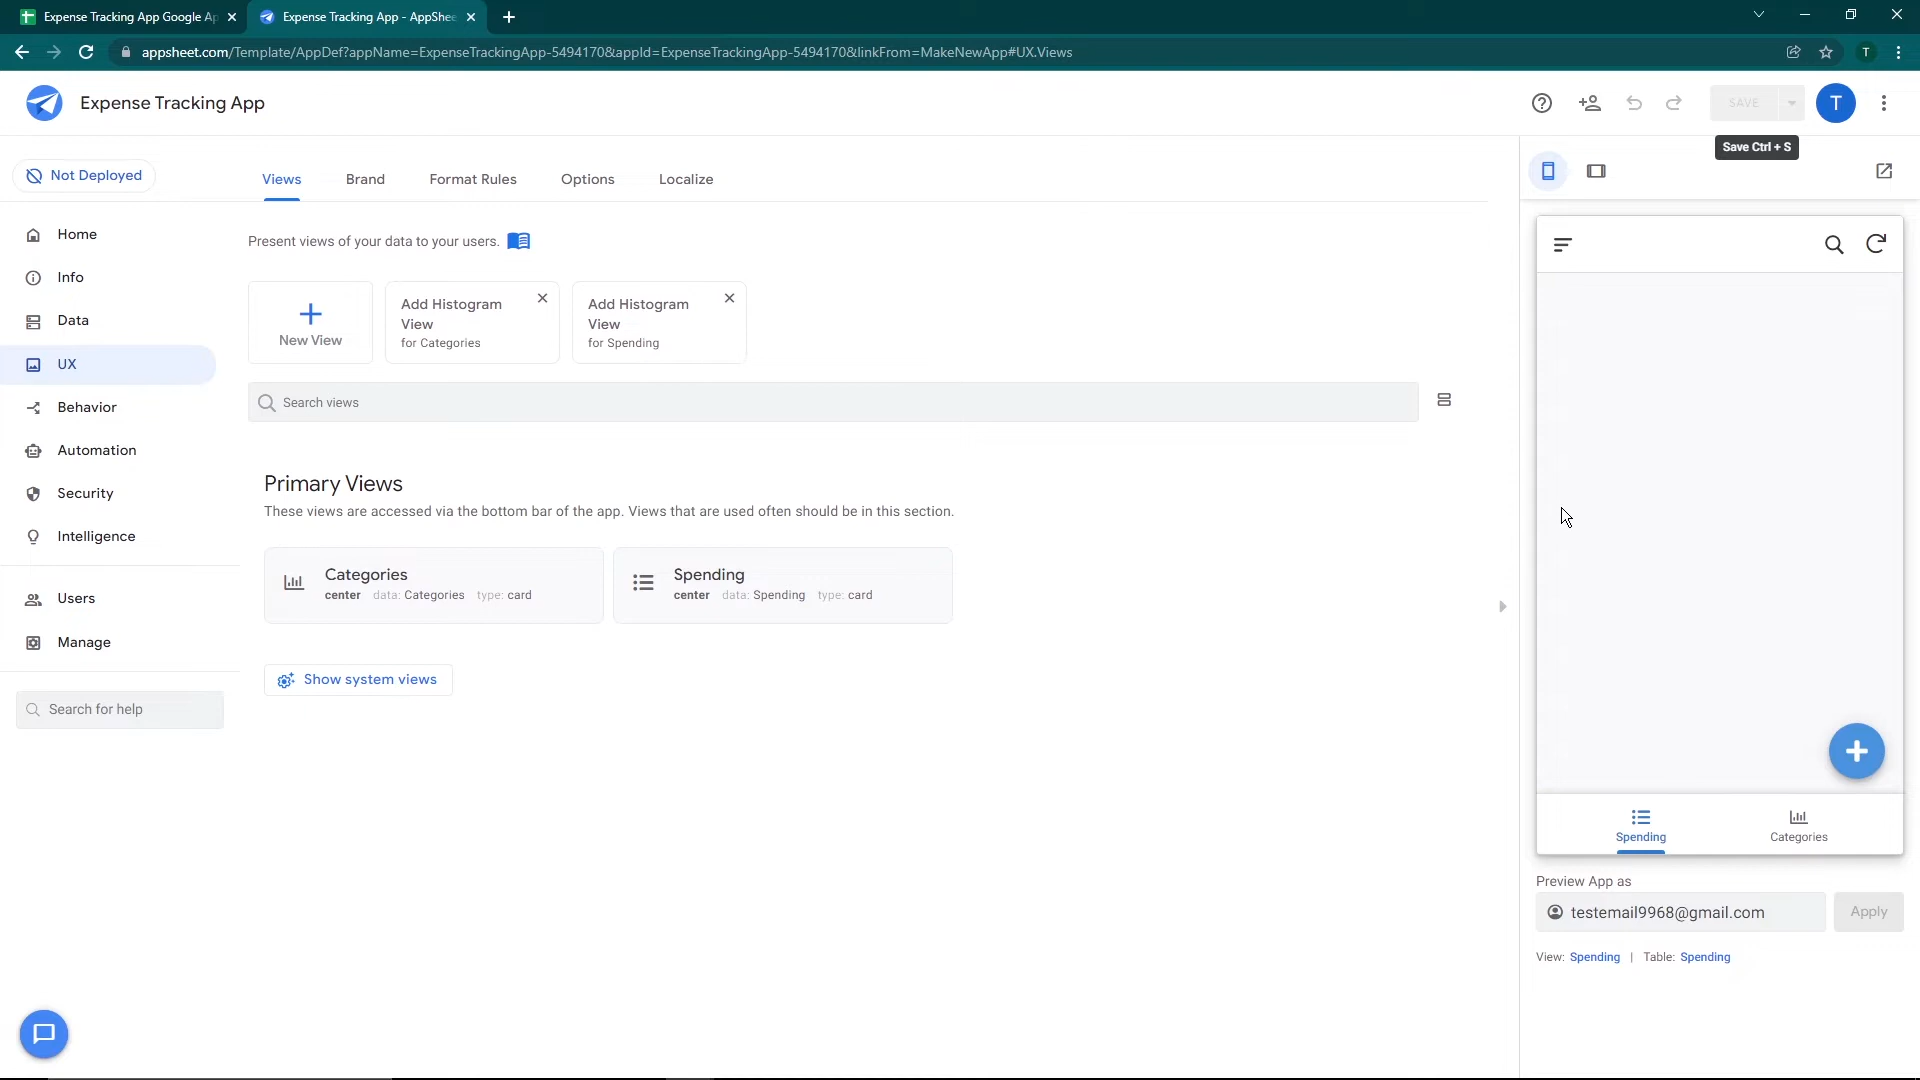 Expense Tracking App Google Ap
Expense Tracking App - AppShee
appsheet.com/Template/AppDef?appName=ExpenseTrackingApp-5494170&appId=ExpenseTrackingApp-5494170&linkFrom=MakeNewApp#UX.Views
T
Expense Tracking App
SAVE
T
Save Ctrl + S
Not Deployed
Views
Brand
Format Rules
Options
Localize
Home
Info
Data
UX
Behavior
Automation
Security
Intelligence
Users
Manage
Search for help
Present views of your data to your users.
New View
Add Histogram
View
for Categories
Add Histogram
View
for Spending
Search views
Primary Views
These views are accessed via the bottom bar of the app. Views that are used often should be in this section.
Categories
center data: Categories type: card
Spending
center data: Spending type: card
Show system views
Spending
Categories
Preview App as
testemail9968@gmail.com
Apply
View: Spending | Table: Spending